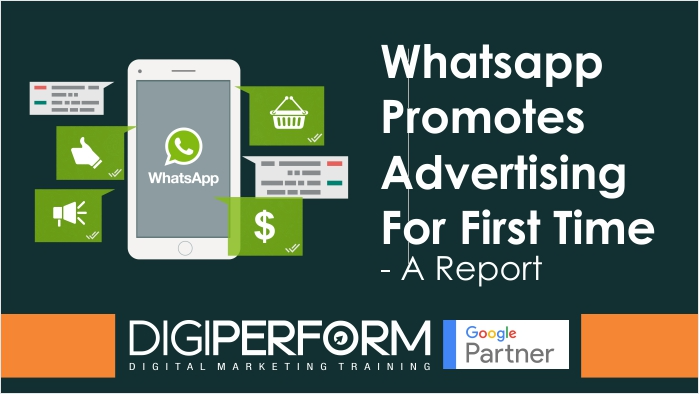 Whatsapp
Promotes
Advertising
For First Time
- A Report
WhatsApp
$
DIGIPERFORM
DIGITAL MARKETING TRAINING
Google
Partner